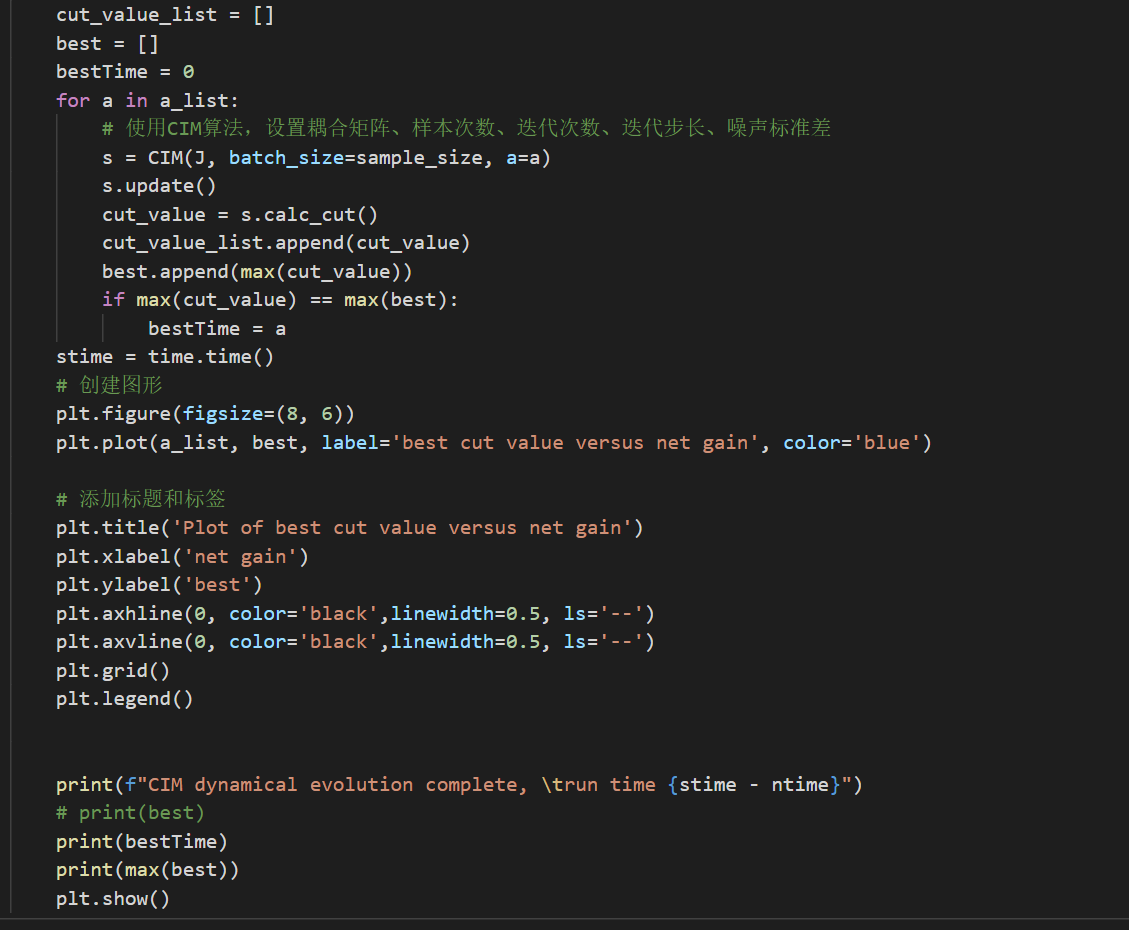 cut_value_list = []
best = []
bestTime = 0
for a in a_list:
    # 使用CIM算法，设置耦合矩阵、样本次数、迭代次数、迭代步长、噪声标准差
    s = CIM(J, batch_size=sample_size, a=a)
    s.update()
    cut_value = s.calc_cut()
    cut_value_list.append(cut_value)
    best.append(max(cut_value))
    if max(cut_value) == max(best):
        bestTime = a
stime = time.time()
# 创建图形
plt.figure(figsize=(8, 6))
plt.plot(a_list, best, label='best cut value versus net gain', color='blue')
# 添加标题和标签
plt.title('Plot of best cut value versus net gain')
plt.xlabel('net gain')
plt.ylabel('best')
plt.axhline(0, color='black',linewidth=0.5, ls='--')
plt.axvline(0, color='black',linewidth=0.5, ls='--')
plt.grid()
plt.legend()
print(f"CIM dynamical evolution complete, \trun time {stime - ntime}")
# print(best)
print(bestTime)
print(max(best))
plt.show()